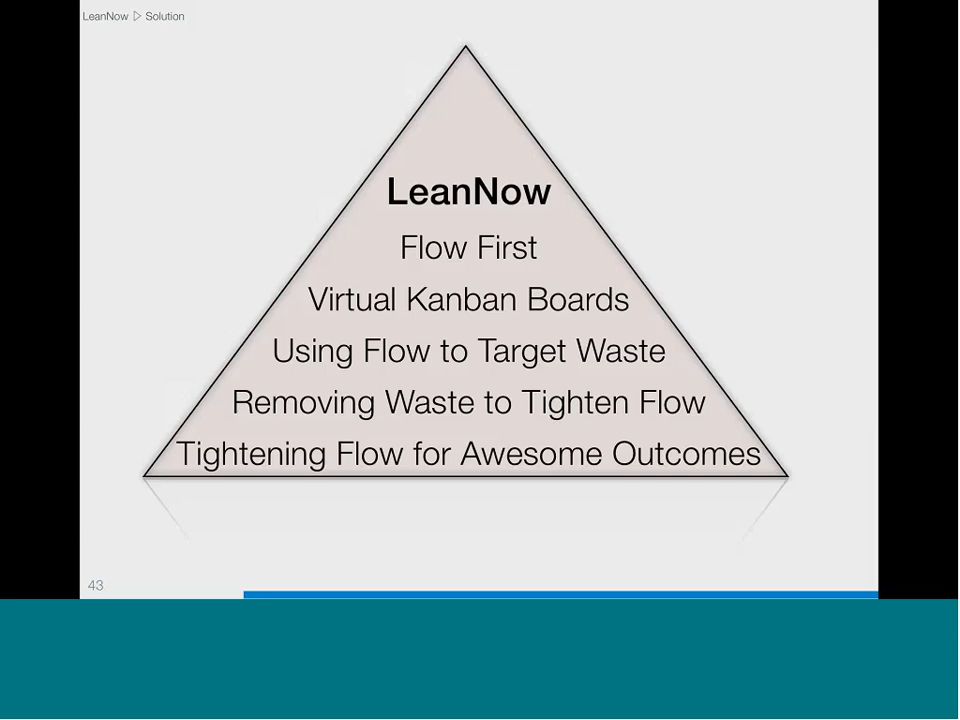 LeanNow ▷ Solution
LeanNow
Flow First
Virtual Kanban Boards
Using Flow to Target Waste
Removing Waste to Tighten Flow
Tightening Flow for Awesome Outcomes
43